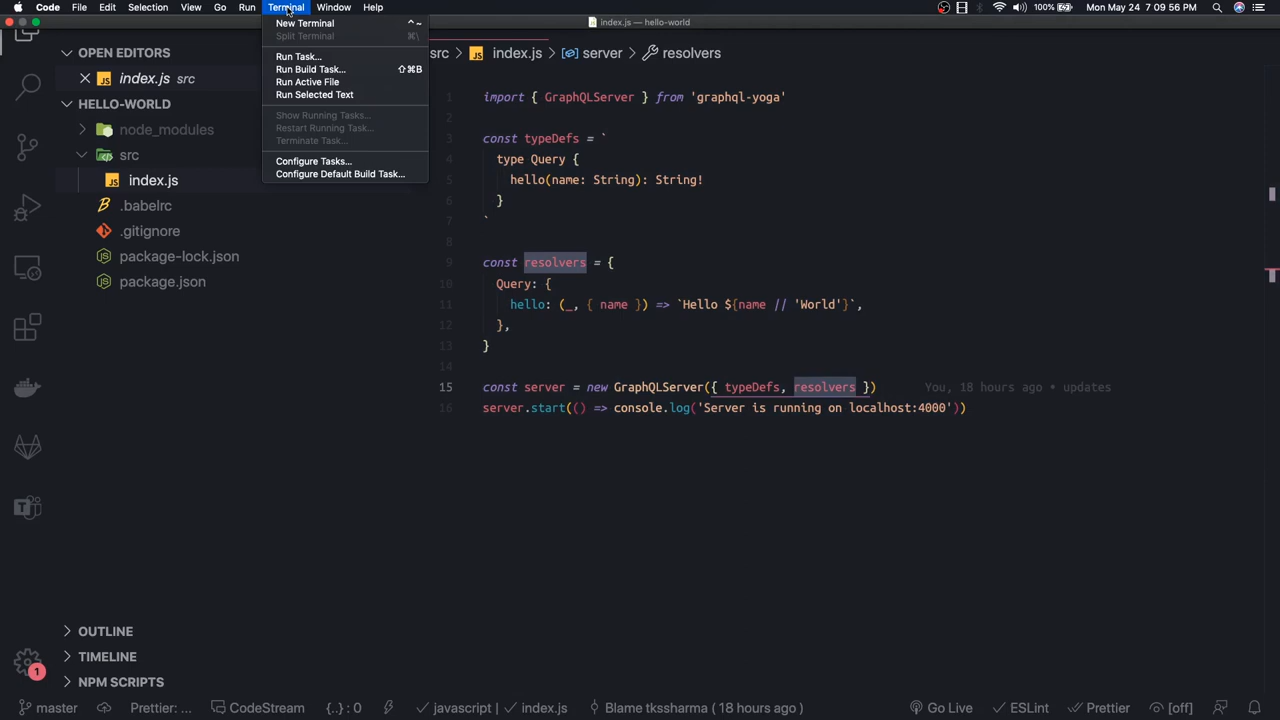 Code File Edit Selection View Go Run Terminal Window Help 100% Mon May 24 7:09:56 PM
index.js — hello-world
New Terminal ⌃~
Split Terminal ⌘\
Run Task...
Run Build Task... ⇧⌘B
Run Active File
Run Selected Text
Show Running Tasks...
Restart Running Task...
Terminate Task...
Configure Tasks...
Configure Default Build Task...
OPEN EDITORS
JS index.js src
HELLO-WORLD
node_modules
src
JS index.js
.babelrc
.gitignore
package-lock.json
package.json
OUTLINE
TIMELINE
NPM SCRIPTS
1
src JS index.js server resolvers
1 import { GraphQLServer } from 'graphql-yoga'
2
3 const typeDefs = `
4 type Query {
5 hello(name: String): String!
6 }
7 `
8
9 const resolvers = {
10 Query: {
11 hello: (_, { name }) => `Hello ${name || 'World'}`,
12 },
13 }
14
15 const server = new GraphQLServer({ typeDefs, resolvers }) You, 18 hours ago • updates
16 server.start(() => console.log('Server is running on localhost:4000'))
master Prettier: ... CodeStream {..} : 0 javascript | index.js Blame tkssharma ( 18 hours ago ) Go Live ESLint Prettier [off]